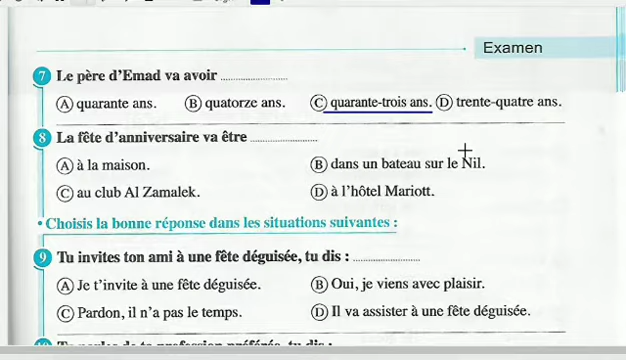 Examen
7 Le père d'Emad va avoir ....................
A quarante ans. B quatorze ans. C quarante-trois ans. D trente-quatre ans.
8 La fête d'anniversaire va être ....................
A à la maison. B dans un bateau sur le Nil.
C au club Al Zamalek. D à l'hôtel Mariott.
• Choisis la bonne réponse dans les situations suivantes :
9 Tu invites ton ami à une fête déguisée, tu dis : ....................
A Je t'invite à une fête déguisée. B Oui, je viens avec plaisir.
C Pardon, il n'a pas le temps. D Il va assister à une fête déguisée.